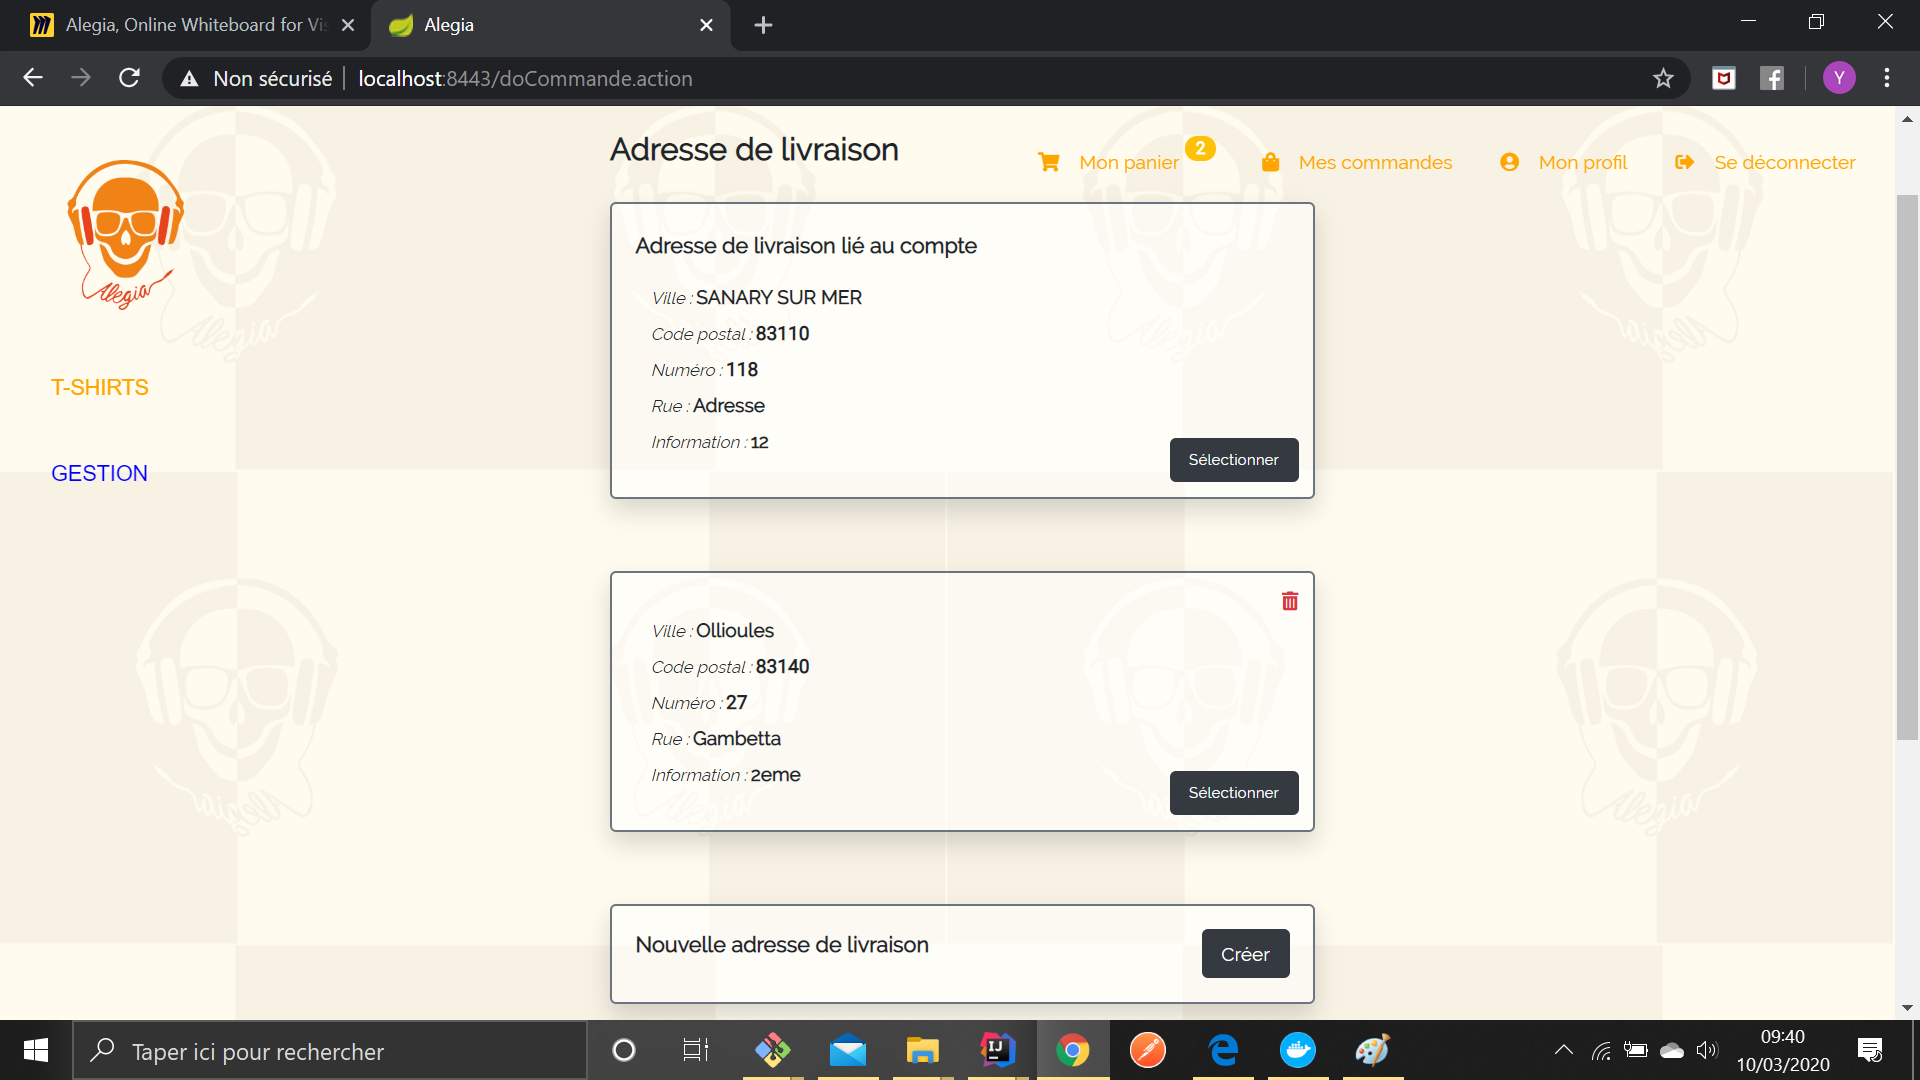 Alegia, Online Whiteboard for Vis
Alegia
Non sécurisé
localhost:8443/doCommande.action
Y
Alegia
T-SHIRTS
GESTION
Adresse de livraison
Mon panier 2
Mes commandes
Mon profil
Se déconnecter
Adresse de livraison lié au compte
Ville : SANARY SUR MER
Code postal : 83110
Numéro : 118
Rue : Adresse
Information : 12
Sélectionner
Ville : Ollioules
Code postal : 83140
Numéro : 27
Rue : Gambetta
Information : 2eme
Sélectionner
Nouvelle adresse de livraison
Créer
Taper ici pour rechercher
09:40
10/03/2020